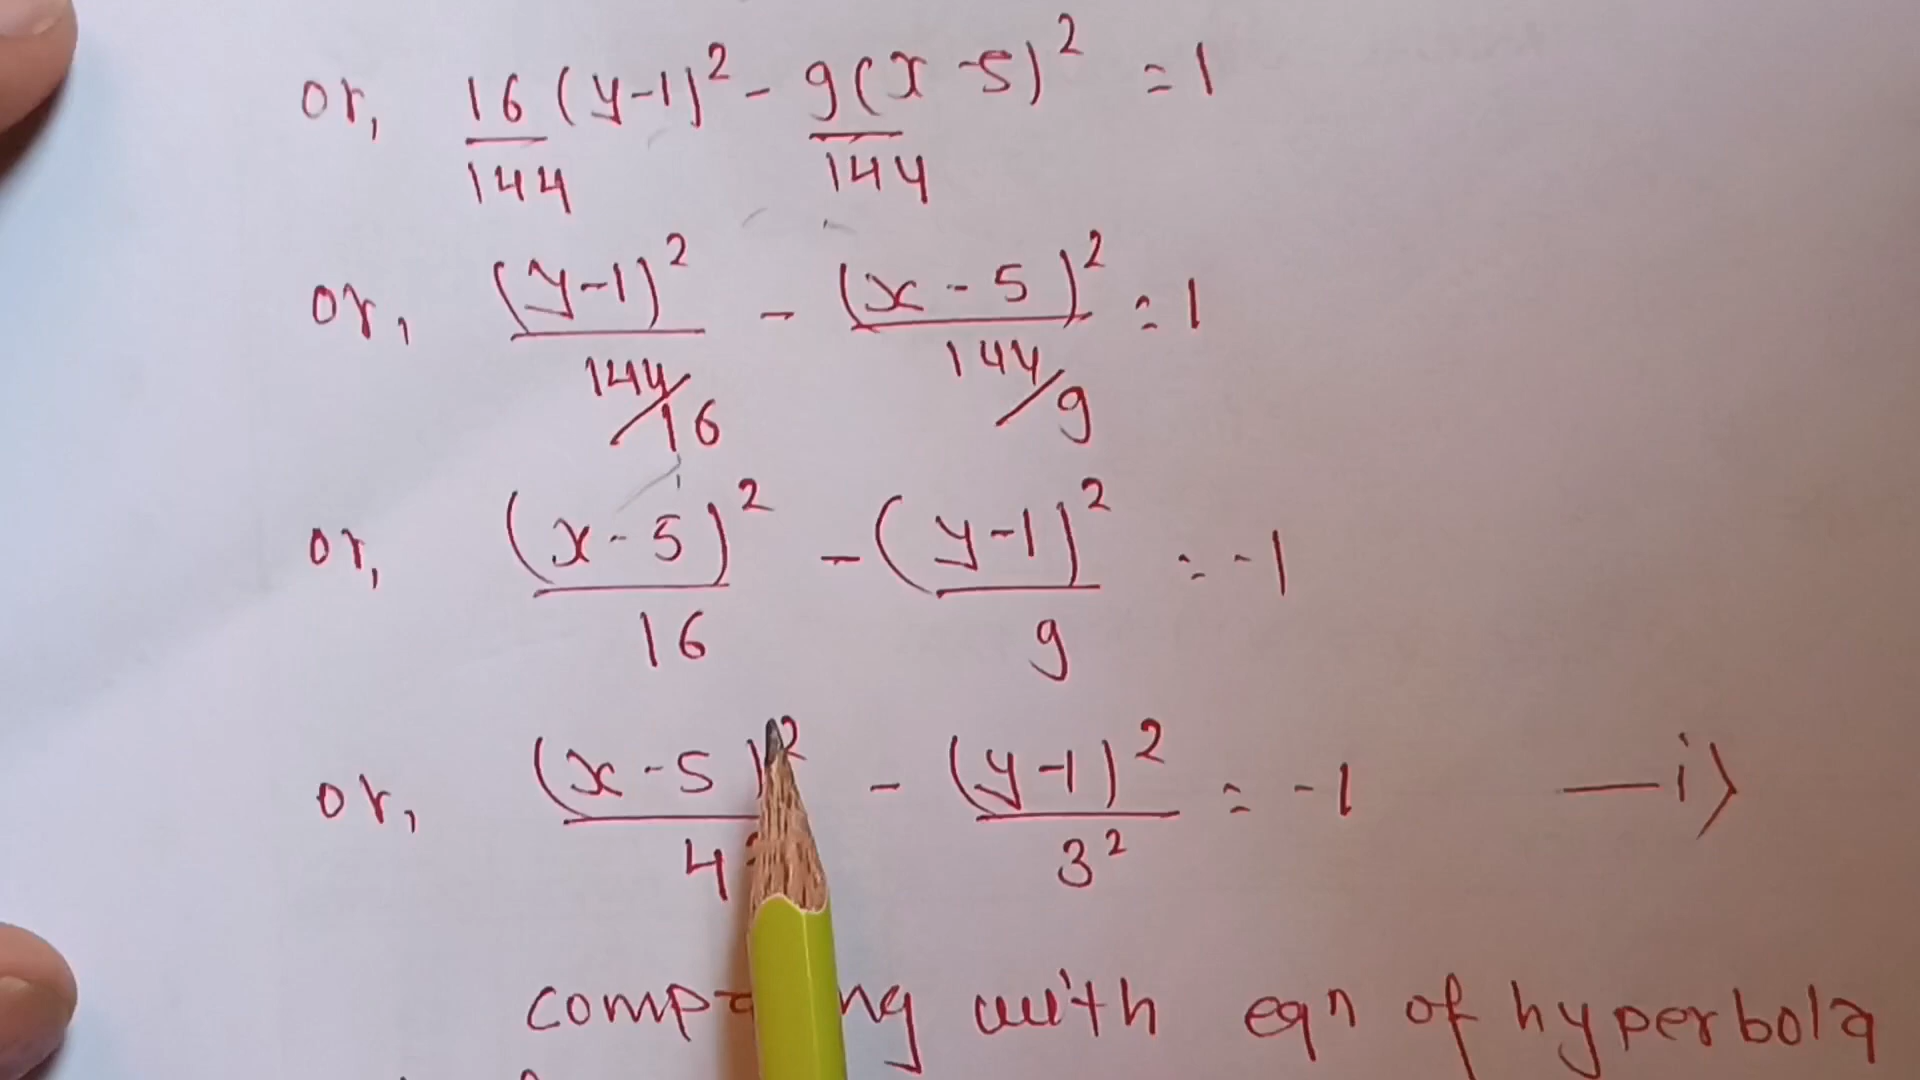 or, 16/144 (y-1)² - 9(x-5)²/144 = 1
or, (y-1)²/144/16 - (x-5)²/144/9 = 1
or, (x-5)²/16 - (y-1)²/9 = -1
or, (x-5)²/4 - (y-1)²/3² = -1 —i)
with eqn of hyperbola